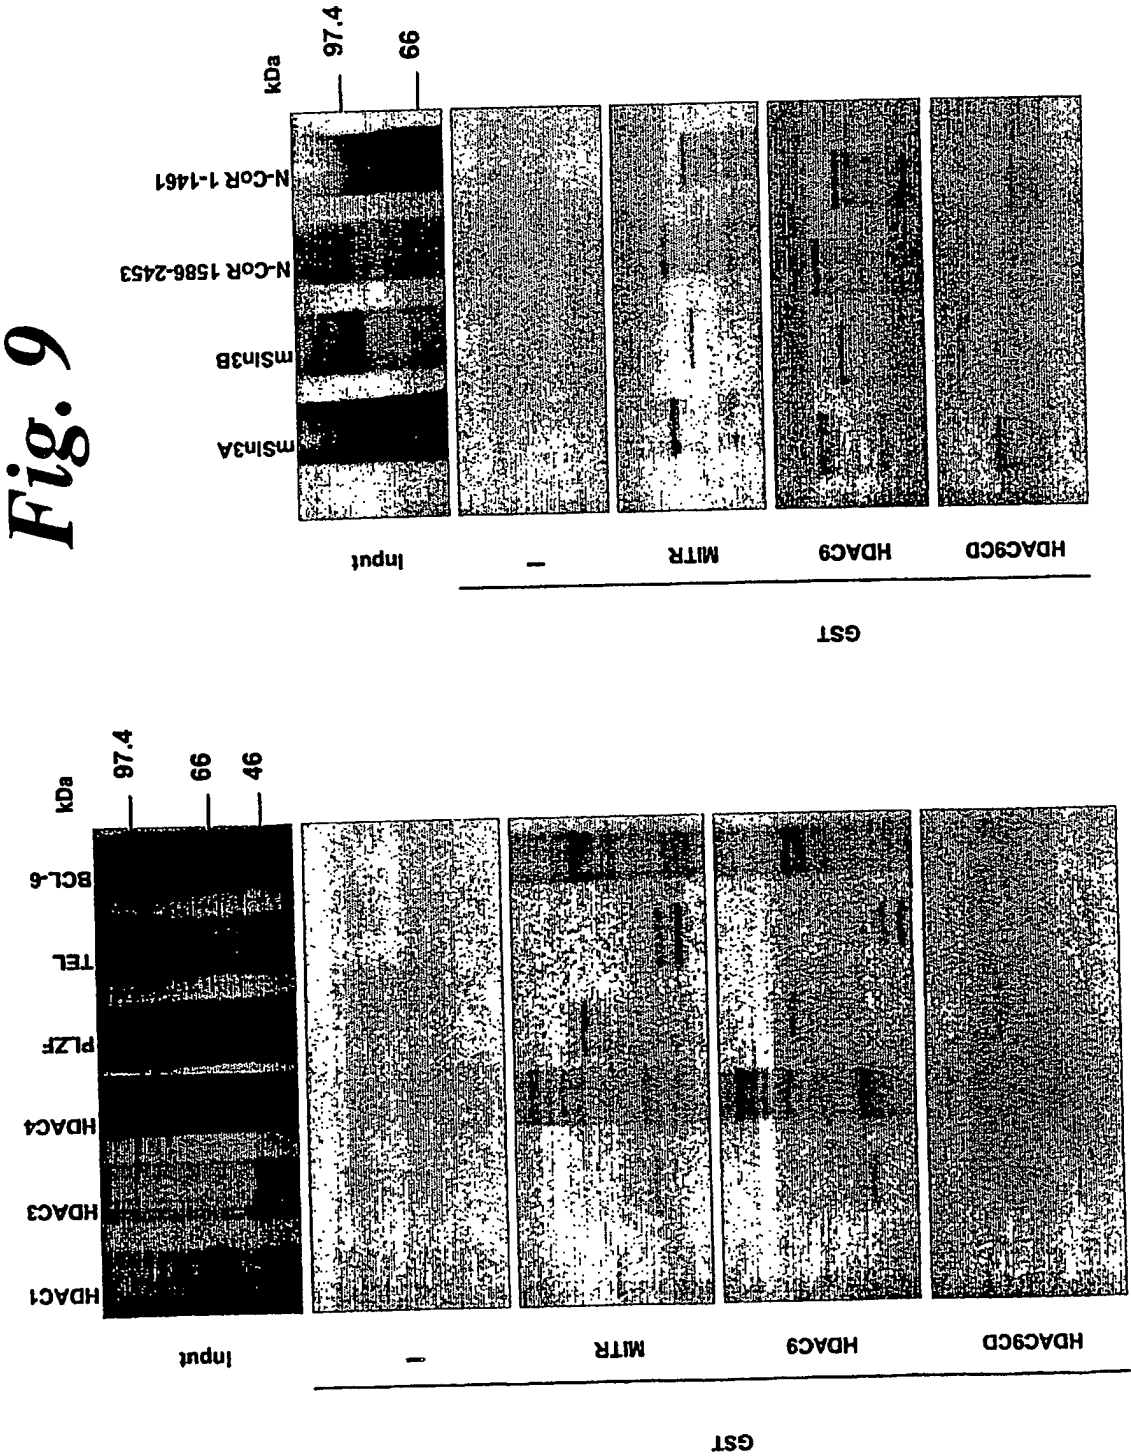 Fig. 9
kDa
97.4
66
N-CoR 1-1461
N-CoR 1586-2453
mSin3B
mSin3A
Input
–
MITR
HDAC9
HDAC9CD
GST
kDa
97.4
66
46
BCL-6
TEL
PLZF
HDAC4
HDAC3
HDAC1
Input
–
MITR
HDAC9
HDAC9CD
GST